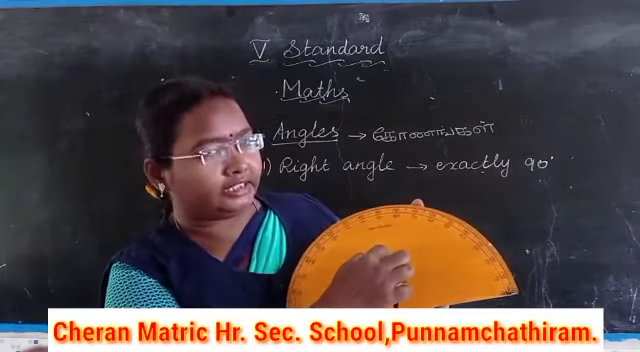 V Standard
Maths
Angles → கோணங்கள்
1) Right angle → exactly 90°
Cheran Matric Hr. Sec. School,Punnamchathiram.